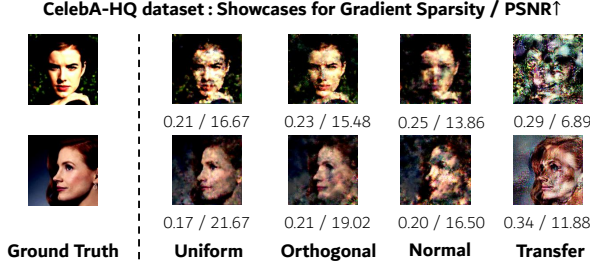 CelebA-HQ dataset : Showcases for Gradient Sparsity / PSNR↑
0.21 / 16.67 0.23 / 15.48 0.25 / 13.86 0.29 / 6.89
0.17 / 21.67 0.21 / 19.02 0.20 / 16.50 0.34 / 11.88
Ground Truth Uniform Orthogonal Normal Transfer